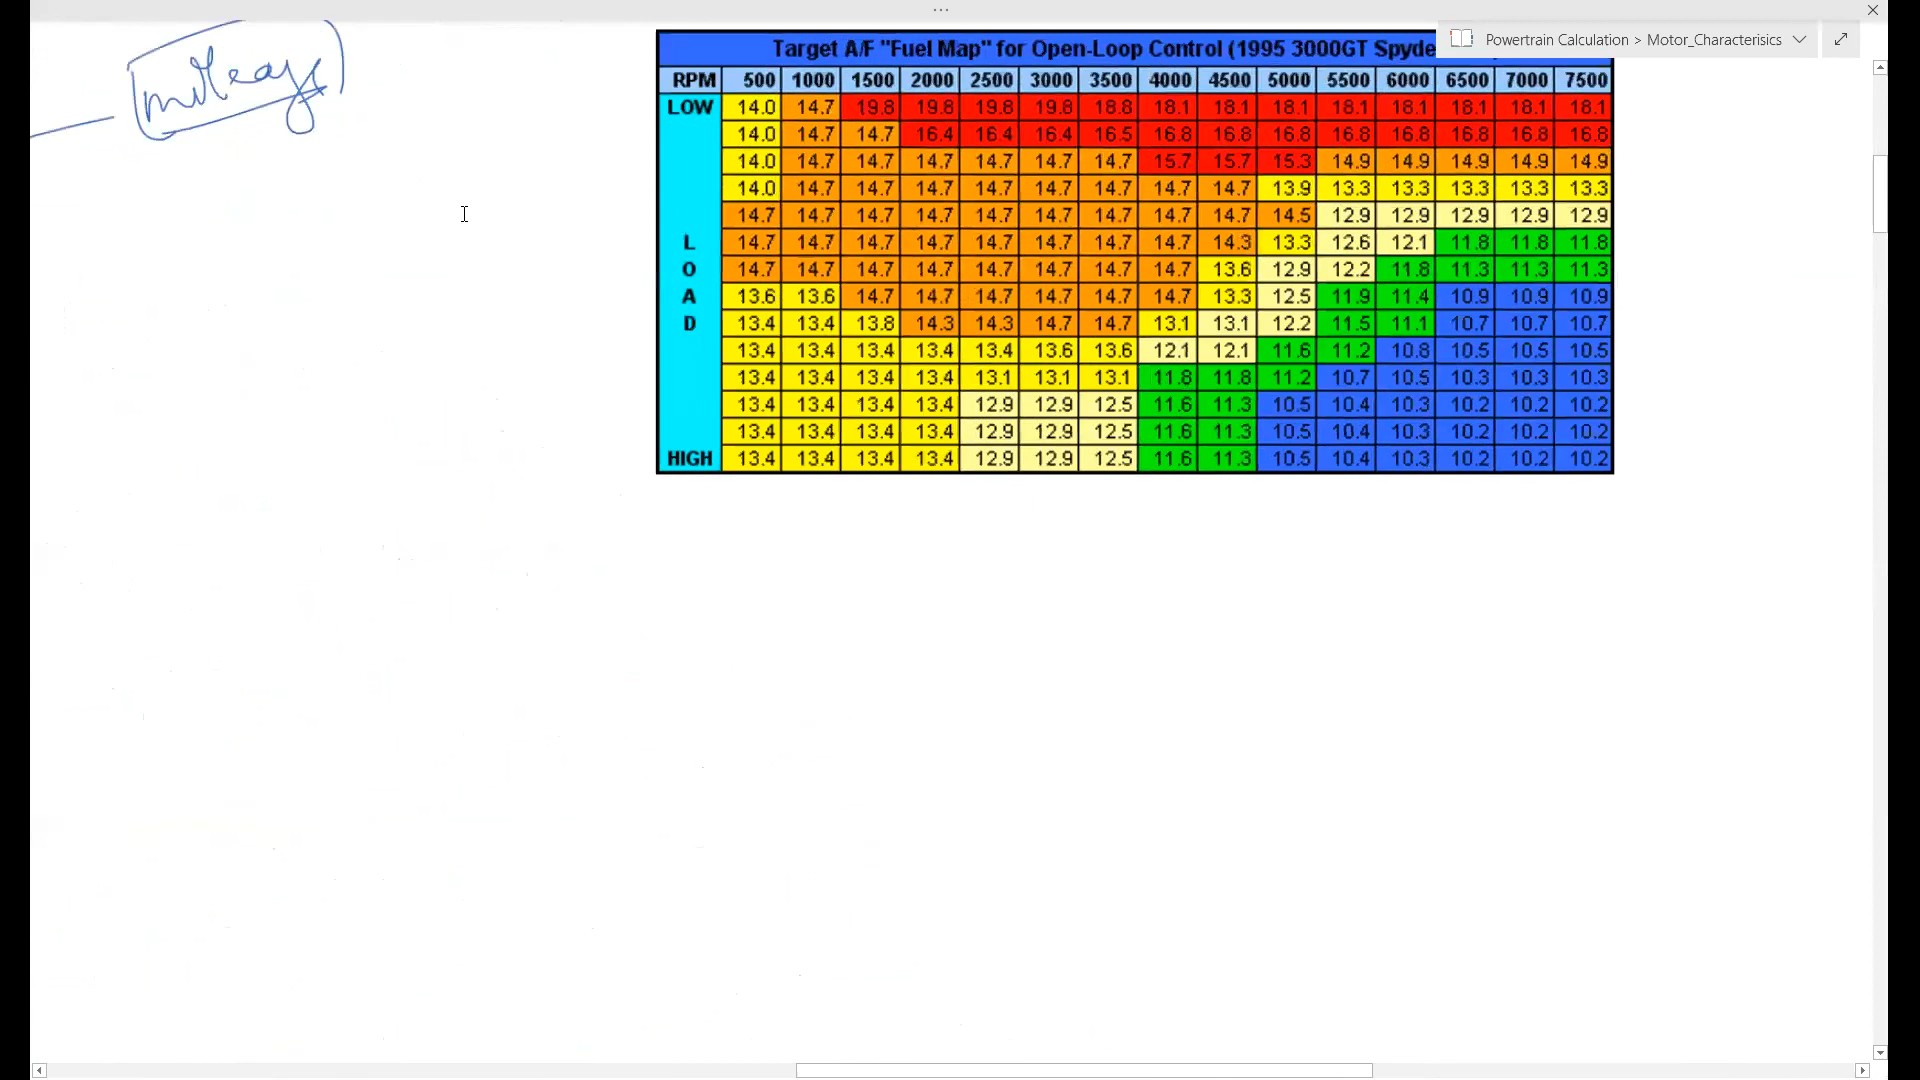 mileage
Target A/F "Fuel Map" for Open-Loop Control (1995 3000GT Spyde
Powertrain Calculation > Motor_Characterisics
RPM 500 1000 1500 2000 2500 3000 3500 4000 4500 5000 5500 6000 6500 7000 7500
LOW 14.0 14.7 19.8 19.8 19.8 19.8 18.8 18.1 18.1 18.1 18.1 18.1 18.1 18.1 18.1
14.0 14.7 14.7 16.4 16.4 16.4 16.5 16.8 16.8 16.8 16.8 16.8 16.8 16.8 16.8
14.0 14.7 14.7 14.7 14.7 14.7 14.7 15.7 15.7 15.3 14.9 14.9 14.9 14.9 14.9
14.0 14.7 14.7 14.7 14.7 14.7 14.7 14.7 14.7 13.9 13.3 13.3 13.3 13.3 13.3
14.7 14.7 14.7 14.7 14.7 14.7 14.7 14.7 14.7 14.5 12.9 12.9 12.9 12.9 12.9
L 14.7 14.7 14.7 14.7 14.7 14.7 14.7 14.7 14.3 13.3 12.6 12.1 11.8 11.8 11.8
O 14.7 14.7 14.7 14.7 14.7 14.7 14.7 14.7 13.6 12.9 12.2 11.8 11.3 11.3 11.3
A 13.6 13.6 14.7 14.7 14.7 14.7 14.7 14.7 13.3 12.5 11.9 11.4 10.9 10.9 10.9
D 13.4 13.4 13.8 14.3 14.3 14.7 14.7 13.1 13.1 12.2 11.5 11.1 10.7 10.7 10.7
13.4 13.4 13.4 13.4 13.4 13.6 13.6 12.1 12.1 11.6 11.2 10.8 10.5 10.5 10.5
13.4 13.4 13.4 13.4 13.1 13.1 13.1 11.8 11.8 11.2 10.7 10.5 10.3 10.3 10.3
13.4 13.4 13.4 13.4 12.9 12.9 12.5 11.6 11.3 10.5 10.4 10.3 10.2 10.2 10.2
13.4 13.4 13.4 13.4 12.9 12.9 12.5 11.6 11.3 10.5 10.4 10.3 10.2 10.2 10.2
HIGH 13.4 13.4 13.4 13.4 12.9 12.9 12.5 11.6 11.3 10.5 10.4 10.3 10.2 10.2 10.2